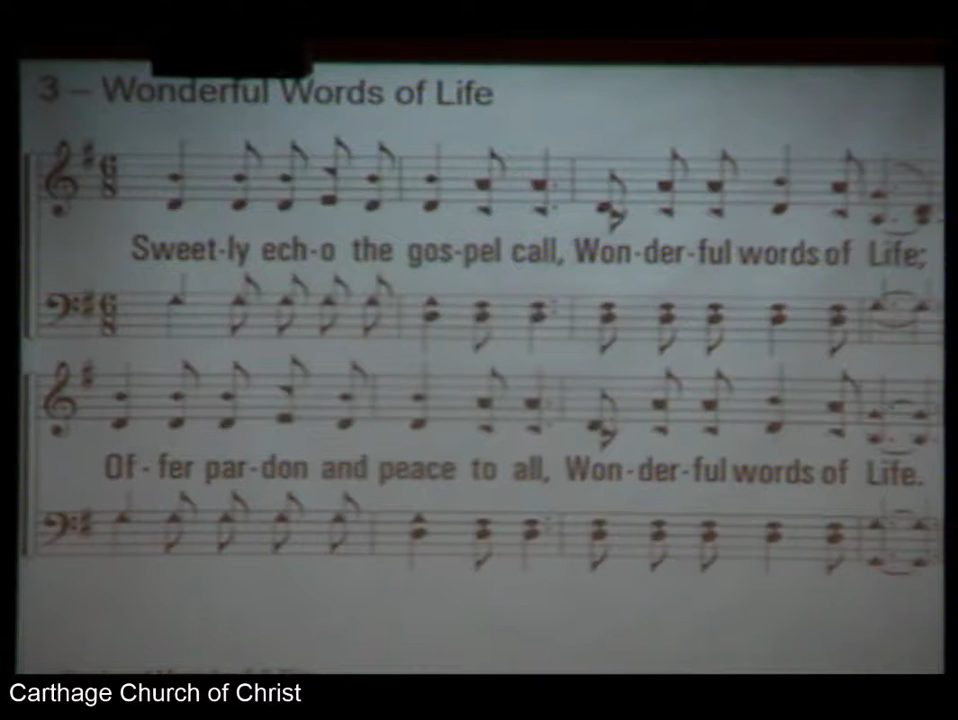 3 – Wonderful Words of Life
Sweet-ly ech-o the gos-pel call, Won-der-ful words of Life;
Of-fer par-don and peace to all, Won-der-ful words of Life.
Carthage Church of Christ